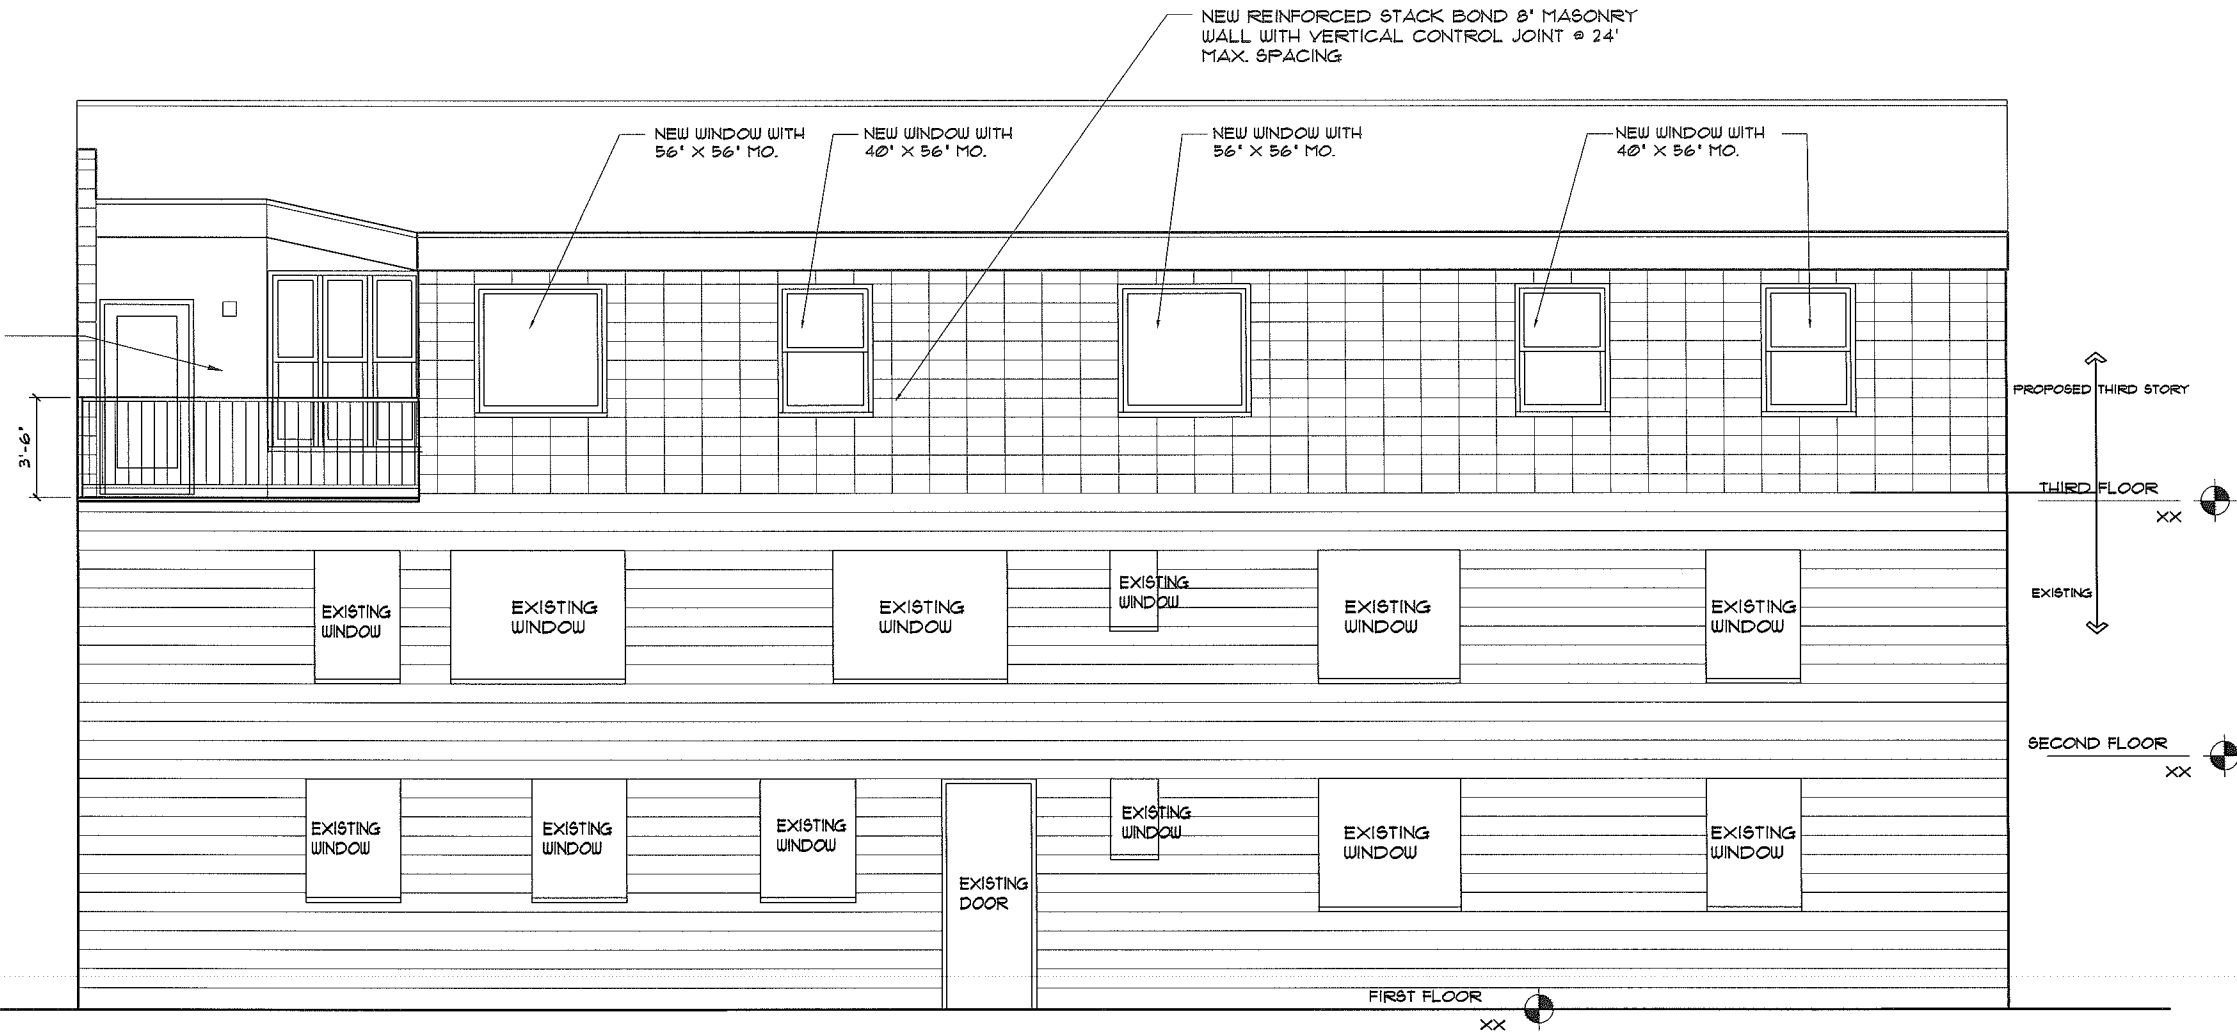 NEW REINFORCED STACK BOND 8" MASONRY
WALL WITH VERTICAL CONTROL JOINT @ 24'
MAX. SPACING
NEW WINDOW WITH
56" X 56" MO.
NEW WINDOW WITH
40" X 56" MO.
NEW WINDOW WITH
56" X 56" MO.
NEW WINDOW WITH
40" X 56" MO.
3'-6"
PROPOSED THIRD STORY
THIRD FLOOR
XX
EXISTING
EXISTING
WINDOW
EXISTING
WINDOW
EXISTING
WINDOW
EXISTING
WINDOW
EXISTING
WINDOW
EXISTING
WINDOW
SECOND FLOOR
XX
EXISTING
WINDOW
EXISTING
WINDOW
EXISTING
WINDOW
EXISTING
DOOR
EXISTING
WINDOW
EXISTING
WINDOW
EXISTING
WINDOW
FIRST FLOOR
XX